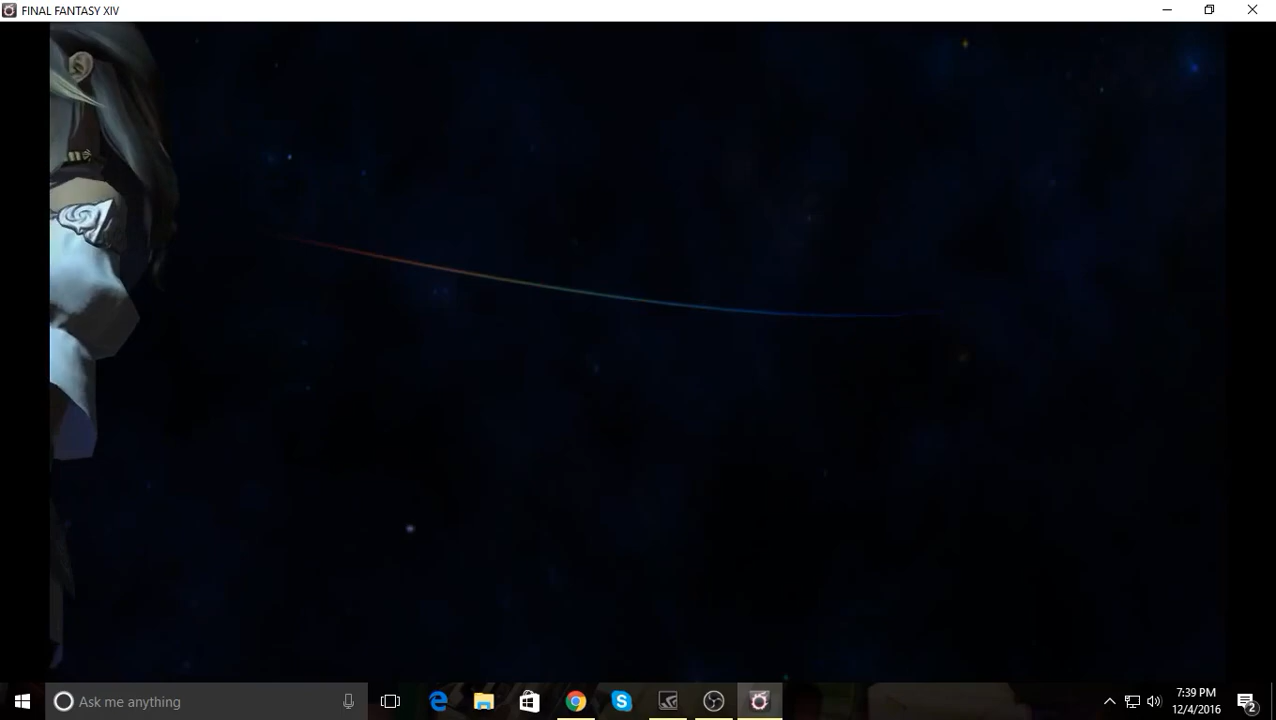 FINAL FANTASY XIV
Ask me anything
7:39 PM
12/4/2016
2